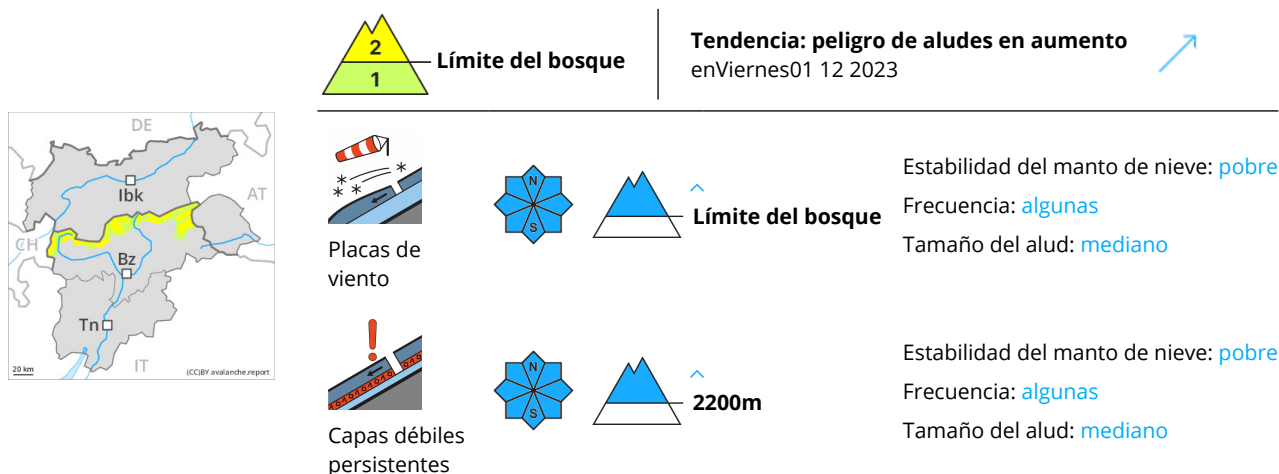 2
1
Límite del bosque
Tendencia: peligro de aludes en aumento
enViernes01 12 2023
DE
AT
CH
IT
Ibk
Bz
Tn
20 km
(CC)BY avalanche.report
Placas de
viento
N
S
Límite del bosque
Estabilidad del manto de nieve: pobre
Frecuencia: algunas
Tamaño del alud: mediano
Capas débiles
persistentes
N
S
2200m
Estabilidad del manto de nieve: pobre
Frecuencia: algunas
Tamaño del alud: mediano